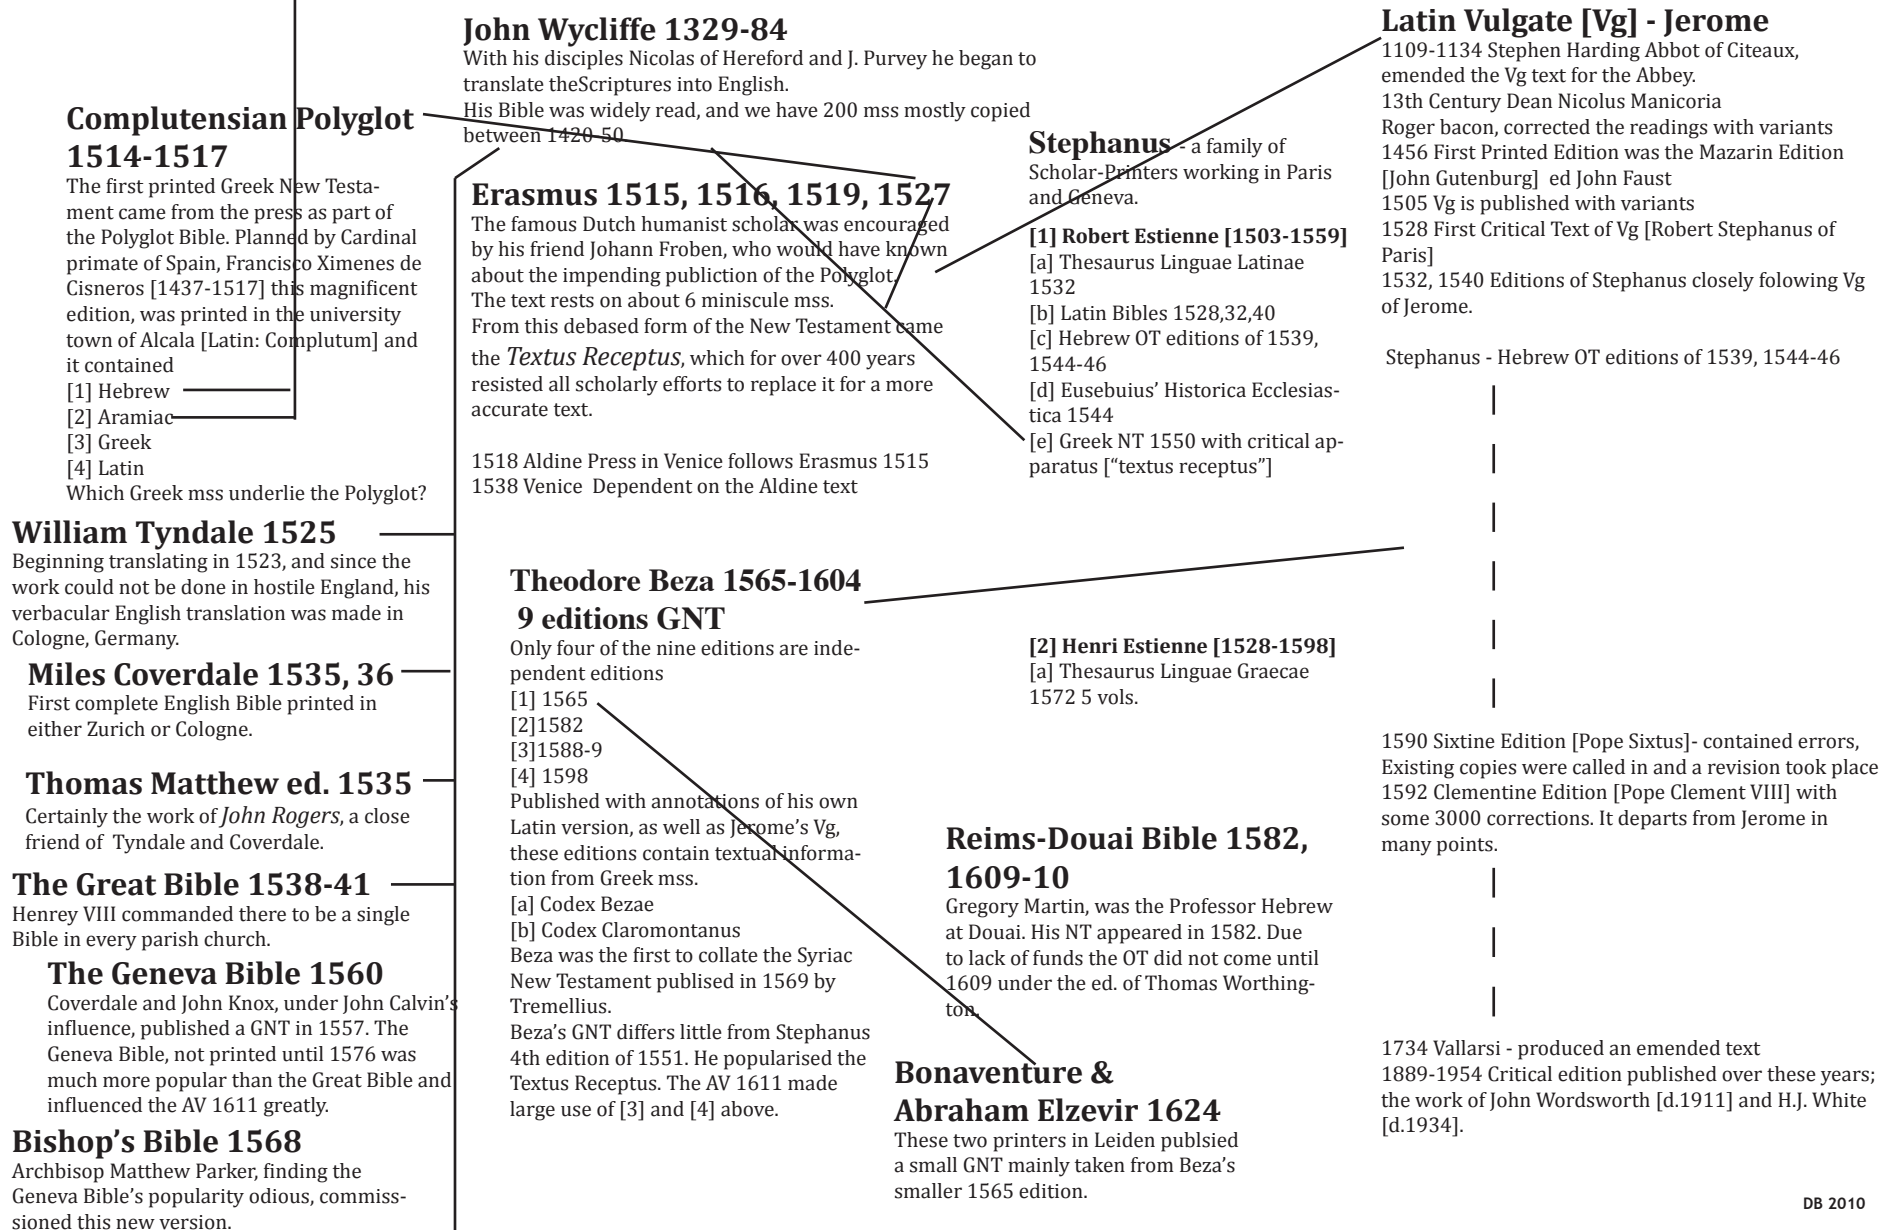 John Wycliffe 1329-84
With his disciples Nicolas of Hereford and J. Purvey he began to
translate theScriptures into English.
His Bible was widely read, and we have 200 mss mostly copied
between 1420-50
Complutensian Polyglot
1514-1517
The first printed Greek New Testa-
ment came from the press as part of
the Polyglot Bible. Planned by Cardinal
primate of Spain, Francisco Ximenes de
Cisneros [1437-1517] this magnificent
edition, was printed in the university
town of Alcala [Latin: Complutum] and
it contained
[1] Hebrew
[2] Aramiac
[3] Greek
[4] Latin
Which Greek mss underlie the Polyglot?
Erasmus 1515, 1516, 1519, 1527
The famous Dutch humanist scholar was encouraged
by his friend Johann Froben, who would have known
about the impending publiction of the Polyglot.
The text rests on about 6 miniscule mss.
From this debased form of the New Testament came
the Textus Receptus, which for over 400 years
resisted all scholarly efforts to replace it for a more
accurate text.
1518 Aldine Press in Venice follows Erasmus 1515
1538 Venice Dependent on the Aldine text
Stephanus - a family of
Scholar-Printers working in Paris
and Geneva.
[1] Robert Estienne [1503-1559]
[a] Thesaurus Linguae Latinae
1532
[b] Latin Bibles 1528,32,40
[c] Hebrew OT editions of 1539,
1544-46
[d] Eusebuius’ Historica Ecclesias-
tica 1544
[e] Greek NT 1550 with critical ap-
paratus [“textus receptus”]
[2] Henri Estienne [1528-1598]
[a] Thesaurus Linguae Graecae
1572 5 vols.
Latin Vulgate [Vg] - Jerome
1109-1134 Stephen Harding Abbot of Citeaux,
emended the Vg text for the Abbey.
13th Century Dean Nicolus Manicoria
Roger bacon, corrected the readings with variants
1456 First Printed Edition was the Mazarin Edition
[John Gutenburg] ed John Faust
1505 Vg is published with variants
1528 First Critical Text of Vg [Robert Stephanus of
Paris]
1532, 1540 Editions of Stephanus closely folowing Vg
of Jerome.
Stephanus - Hebrew OT editions of 1539, 1544-46
1590 Sixtine Edition [Pope Sixtus]- contained errors,
Existing copies were called in and a revision took place
1592 Clementine Edition [Pope Clement VIII] with
some 3000 corrections. It departs from Jerome in
many points.
1734 Vallarsi - produced an emended text
1889-1954 Critical edition published over these years;
the work of John Wordsworth [d.1911] and H.J. White
[d.1934].
William Tyndale 1525
Beginning translating in 1523, and since the
work could not be done in hostile England, his
verbacular English translation was made in
Cologne, Germany.
Miles Coverdale 1535, 36
First complete English Bible printed in
either Zurich or Cologne.
Thomas Matthew ed. 1535
Certainly the work of John Rogers, a close
friend of Tyndale and Coverdale.
The Great Bible 1538-41
Henrey VIII commanded there to be a single
Bible in every parish church.
The Geneva Bible 1560
Coverdale and John Knox, under John Calvin’s
influence, published a GNT in 1557. The
Geneva Bible, not printed until 1576 was
much more popular than the Great Bible and
influenced the AV 1611 greatly.
Bishop’s Bible 1568
Archbisop Matthew Parker, finding the
Geneva Bible’s popularity odious, commiss-
sioned this new version.
Theodore Beza 1565-1604
9 editions GNT
Only four of the nine editions are inde-
pendent editions
[1] 1565
[2]1582
[3]1588-9
[4] 1598
Published with annotations of his own
Latin version, as well as Jerome’s Vg,
these editions contain textual informa-
tion from Greek mss.
[a] Codex Bezae
[b] Codex Claromontanus
Beza was the first to collate the Syriac
New Testament publised in 1569 by
Tremellius.
Beza’s GNT differs little from Stephanus
4th edition of 1551. He popularised the
Textus Receptus. The AV 1611 made
large use of [3] and [4] above.
Reims-Douai Bible 1582,
1609-10
Gregory Martin, was the Professor Hebrew
at Douai. His NT appeared in 1582. Due
to lack of funds the OT did not come until
1609 under the ed. of Thomas Worthing-
ton.
Bonaventure &
Abraham Elzevir 1624
These two printers in Leiden publsied
a small GNT mainly taken from Beza’s
smaller 1565 edition.
DB 2010